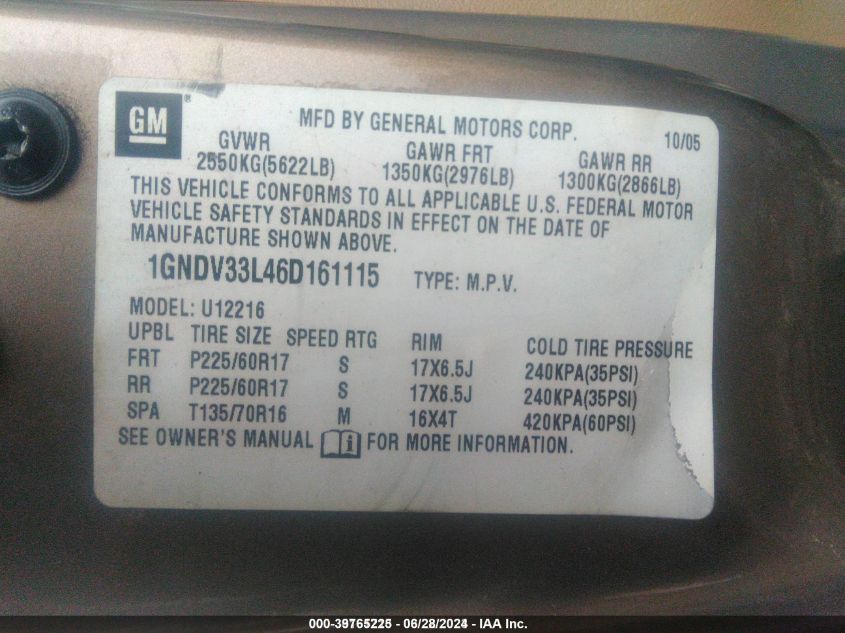 GM ®
MFD BY GENERAL MOTORS CORP. 10/05
GVWR GAWR FRT GAWR RR
2550KG(5622LB) 1350KG(2976LB) 1300KG(2866LB)
THIS VEHICLE CONFORMS TO ALL APPLICABLE U.S. FEDERAL MOTOR
VEHICLE SAFETY STANDARDS IN EFFECT ON THE DATE OF
MANUFACTURE SHOWN ABOVE.
1GNDV33L46D161115 TYPE: M.P.V.
MODEL: U12216
UPBL TIRE SIZE SPEED RTG RIM COLD TIRE PRESSURE
FRT P225/60R17 S 17X6.5J 240KPA(35PSI)
RR P225/60R17 S 17X6.5J 240KPA(35PSI)
SPA T135/70R16 M 16X4T 420KPA(60PSI)
SEE OWNER'S MANUAL FOR MORE INFORMATION.
000-39765225 - 06/28/2024 - IAA Inc.